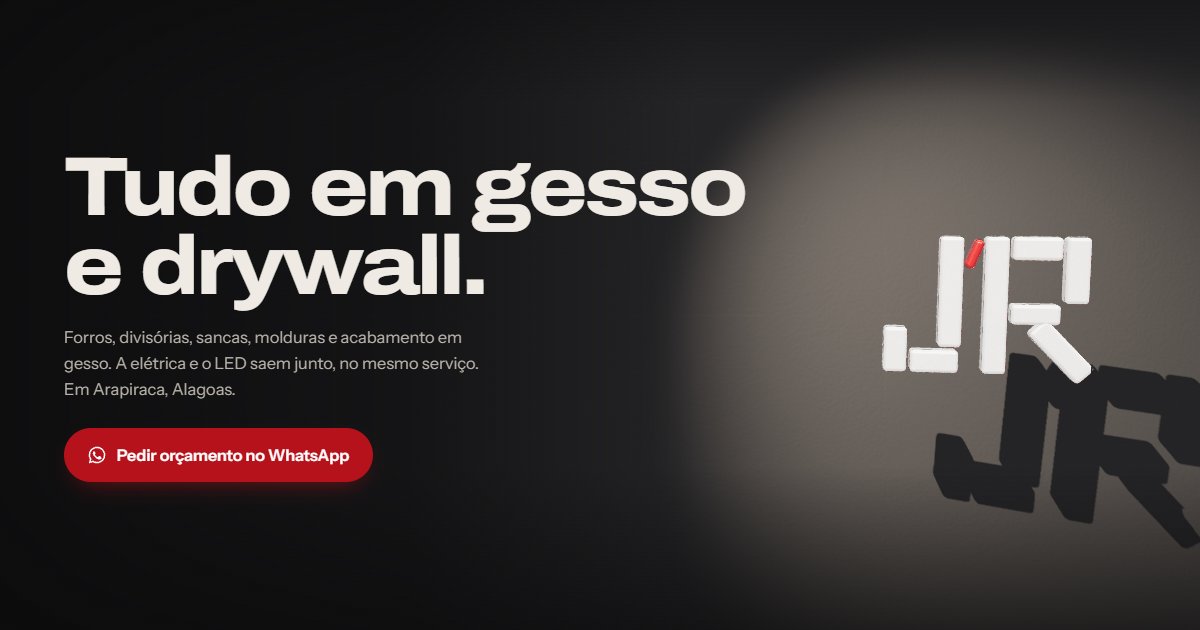 Tudo em gesso
e drywall.
Forros, divisórias, sancas, molduras e acabamento em
gesso. A elétrica e o LED saem junto, no mesmo serviço.
Em Arapiraca, Alagoas.
Pedir orçamento no WhatsApp
JR